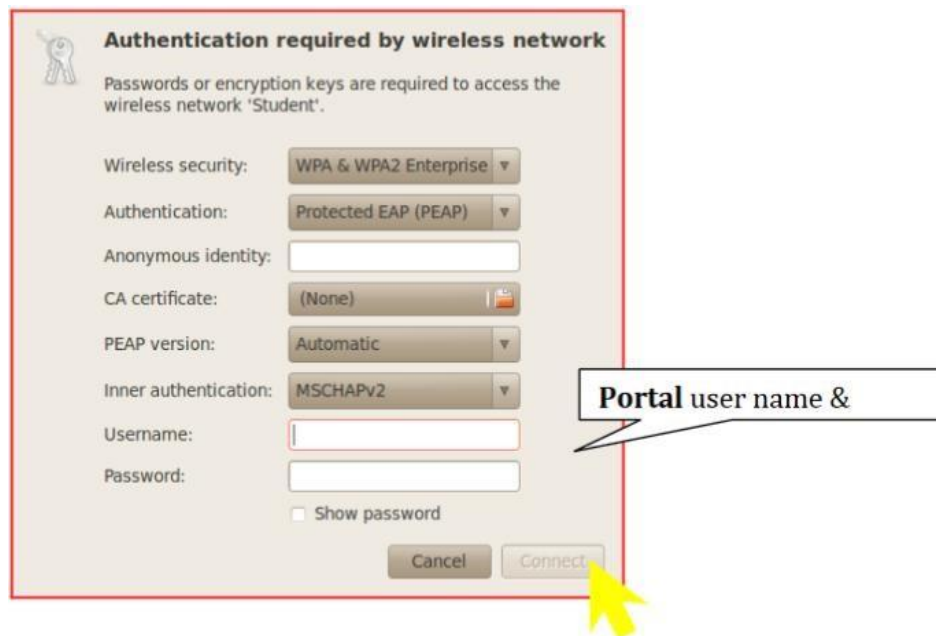 Authentication required by wireless network
Passwords or encryption keys are required to access the
wireless network 'Student'.
Wireless security: WPA & WPA2 Enterprise
Authentication: Protected EAP (PEAP)
Anonymous identity:
CA certificate: (None)
PEAP version: Automatic
Inner authentication: MSCHAPv2
Portal user name &
Username:
Password:
Show password
Cancel Connect